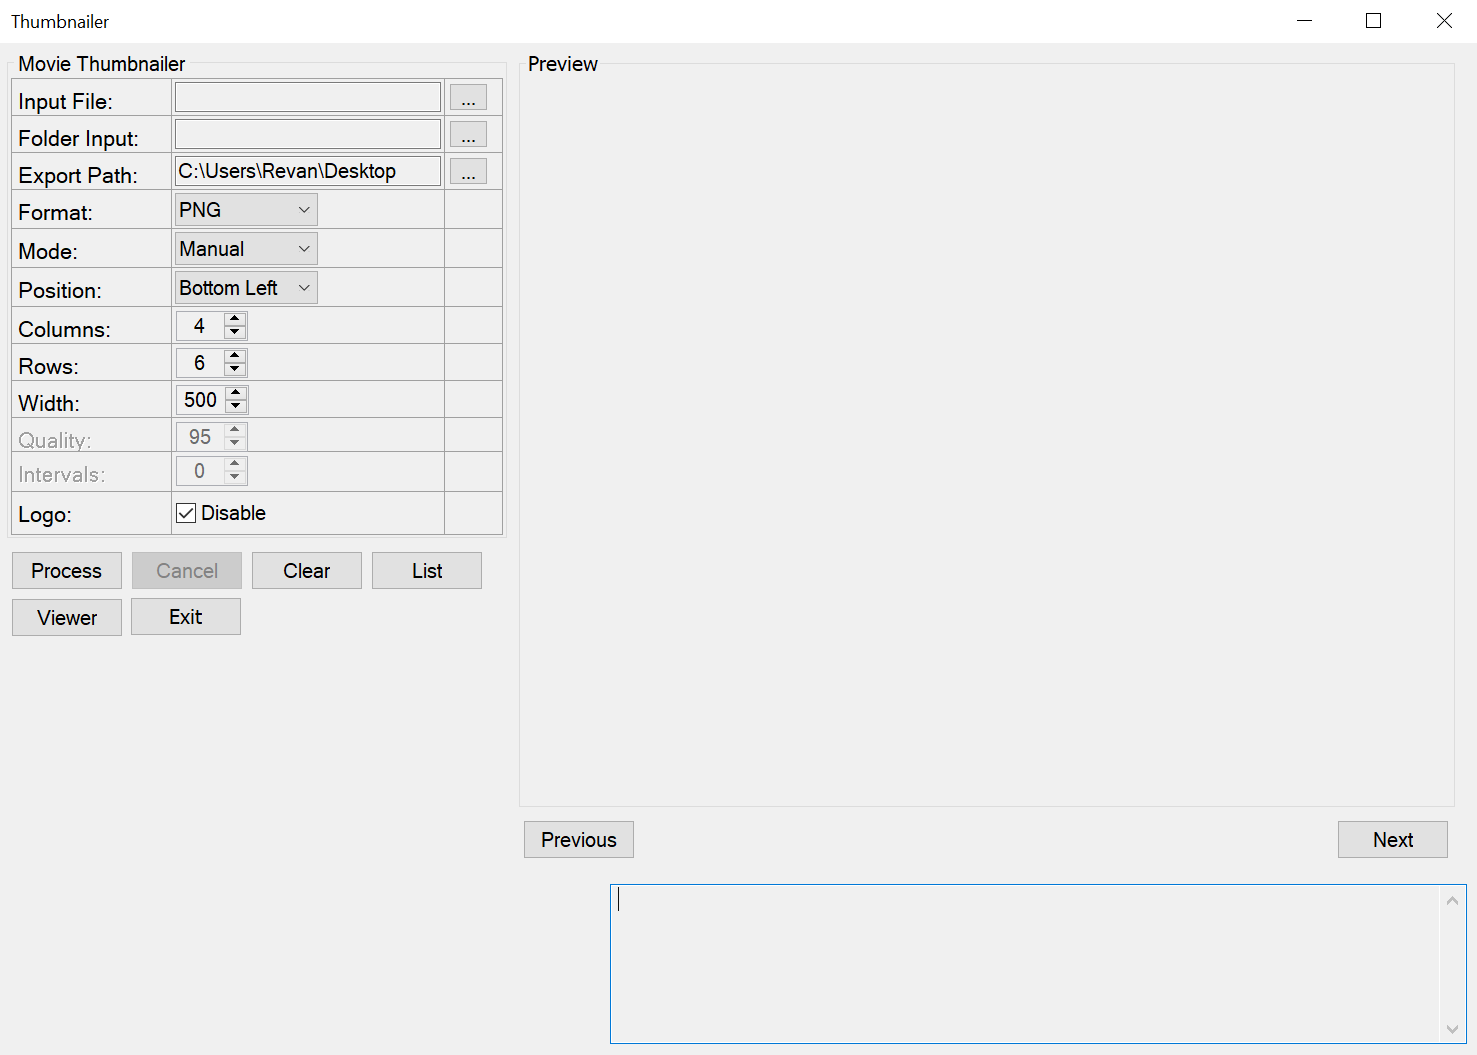 Thumbnailer
Movie Thumbnailer
Input File: ...
Folder Input: ...
Export Path: C:\Users\Revan\Desktop ...
Format: PNG
Mode: Manual
Position: Bottom Left
Columns: 4
Rows: 6
Width: 500
Quality: 95
Intervals: 0
Logo: Disable
Process Cancel Clear List
Viewer Exit
Preview
Previous Next